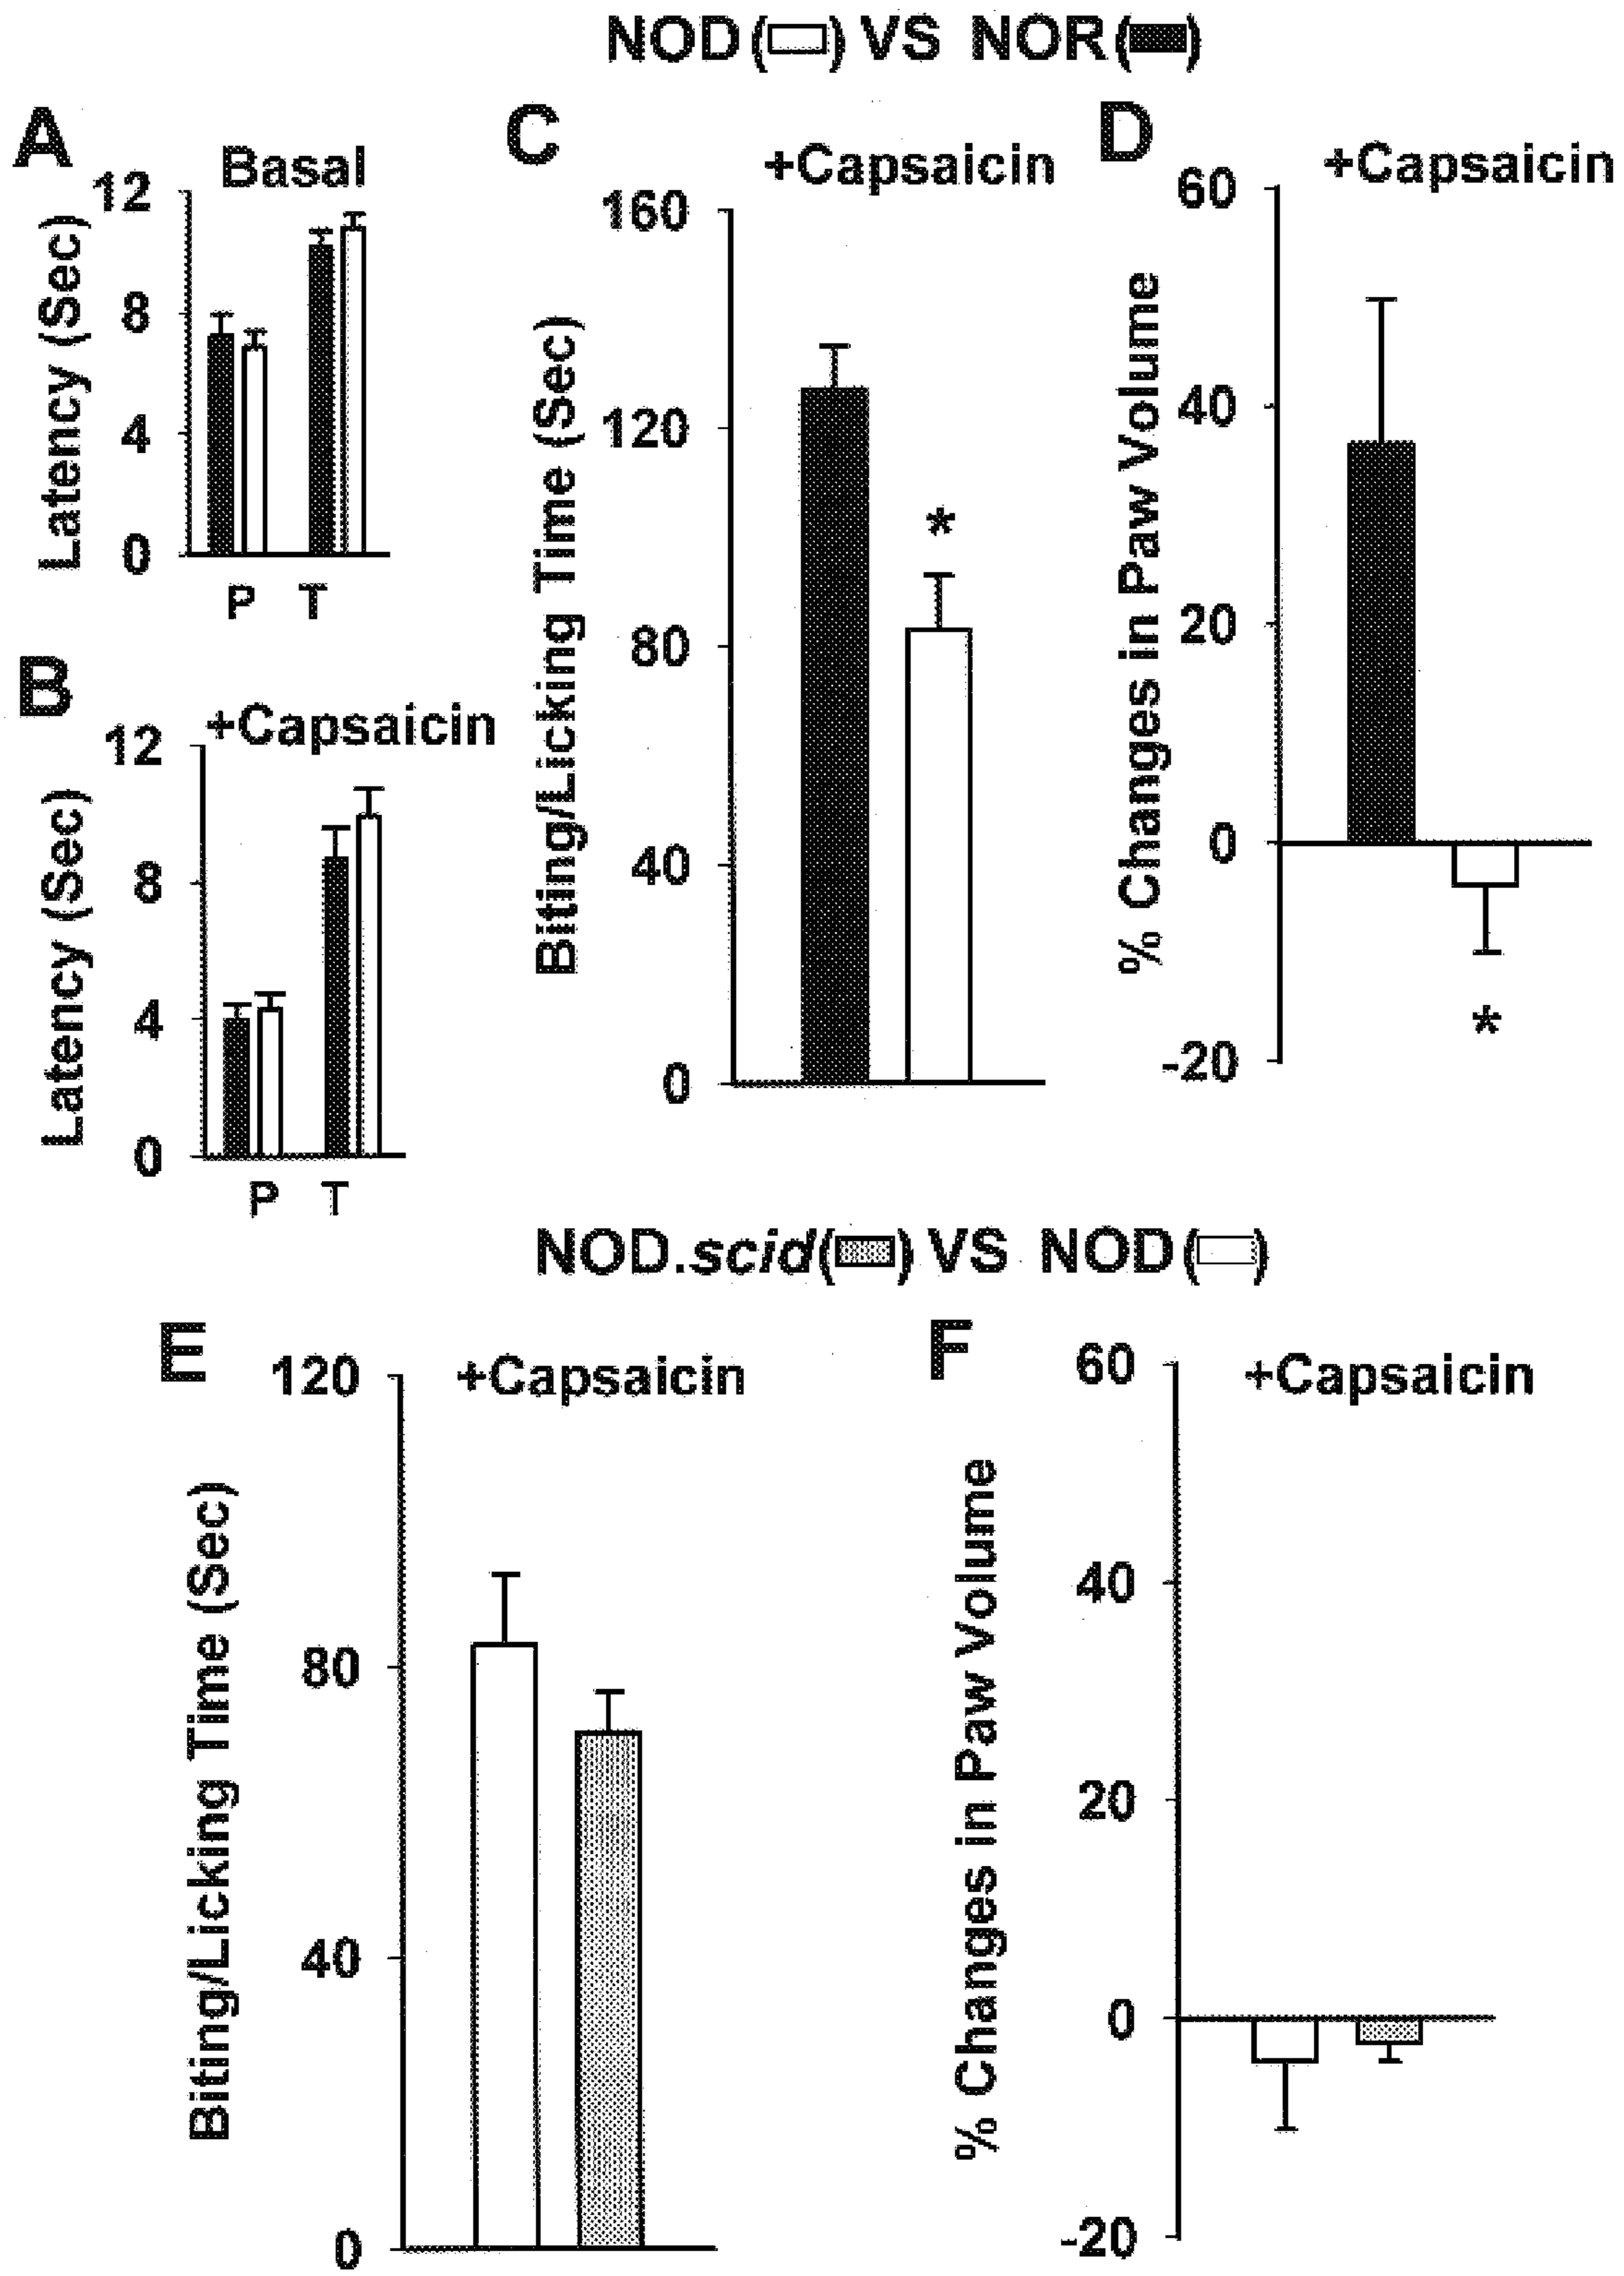 NOD( ) VS NOR( )
A
Basal
Latency (Sec)
12
8
4
0
P T
B
+Capsaicin
Latency (Sec)
12
8
4
0
P T
C
+Capsaicin
Biting/Licking Time (Sec)
160
120
80
40
0
*
D
+Capsaicin
% Changes in Paw Volume
60
40
20
0
-20
*
NOD.scid( ) VS NOD( )
E
+Capsaicin
Biting/Licking Time (Sec)
120
80
40
0
F
+Capsaicin
% Changes in Paw Volume
60
40
20
0
-20